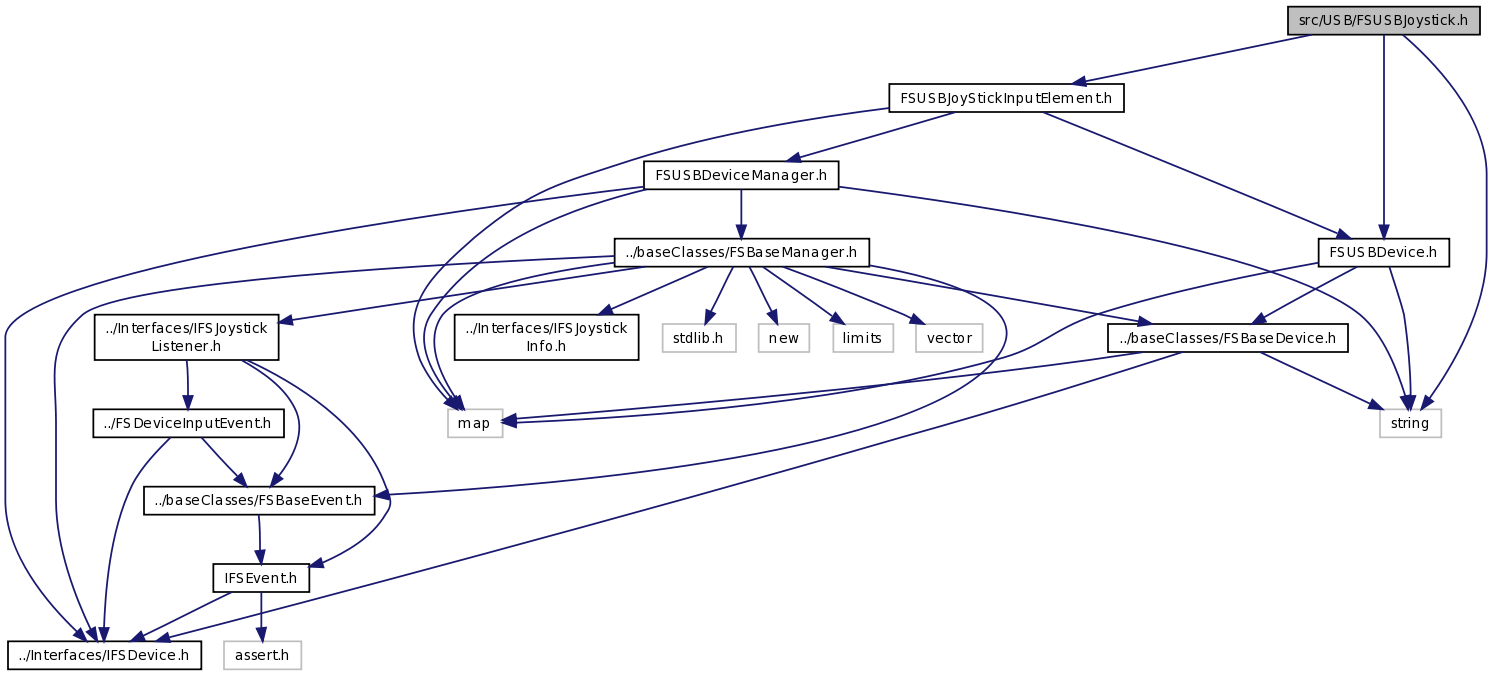 src/USB/FSUSBJoystick.h
FSUSBJoyStickInputElement.h
FSUSBDeviceManager.h
../baseClasses/FSBaseManager.h
FSUSBDevice.h
../Interfaces/IFSJoystick
Listener.h
../Interfaces/IFSJoystick
Info.h
stdlib.h
new
limits
vector
../baseClasses/FSBaseDevice.h
../FSDeviceInputEvent.h
map
string
../baseClasses/FSBaseEvent.h
IFSEvent.h
../Interfaces/IFSDevice.h
assert.h